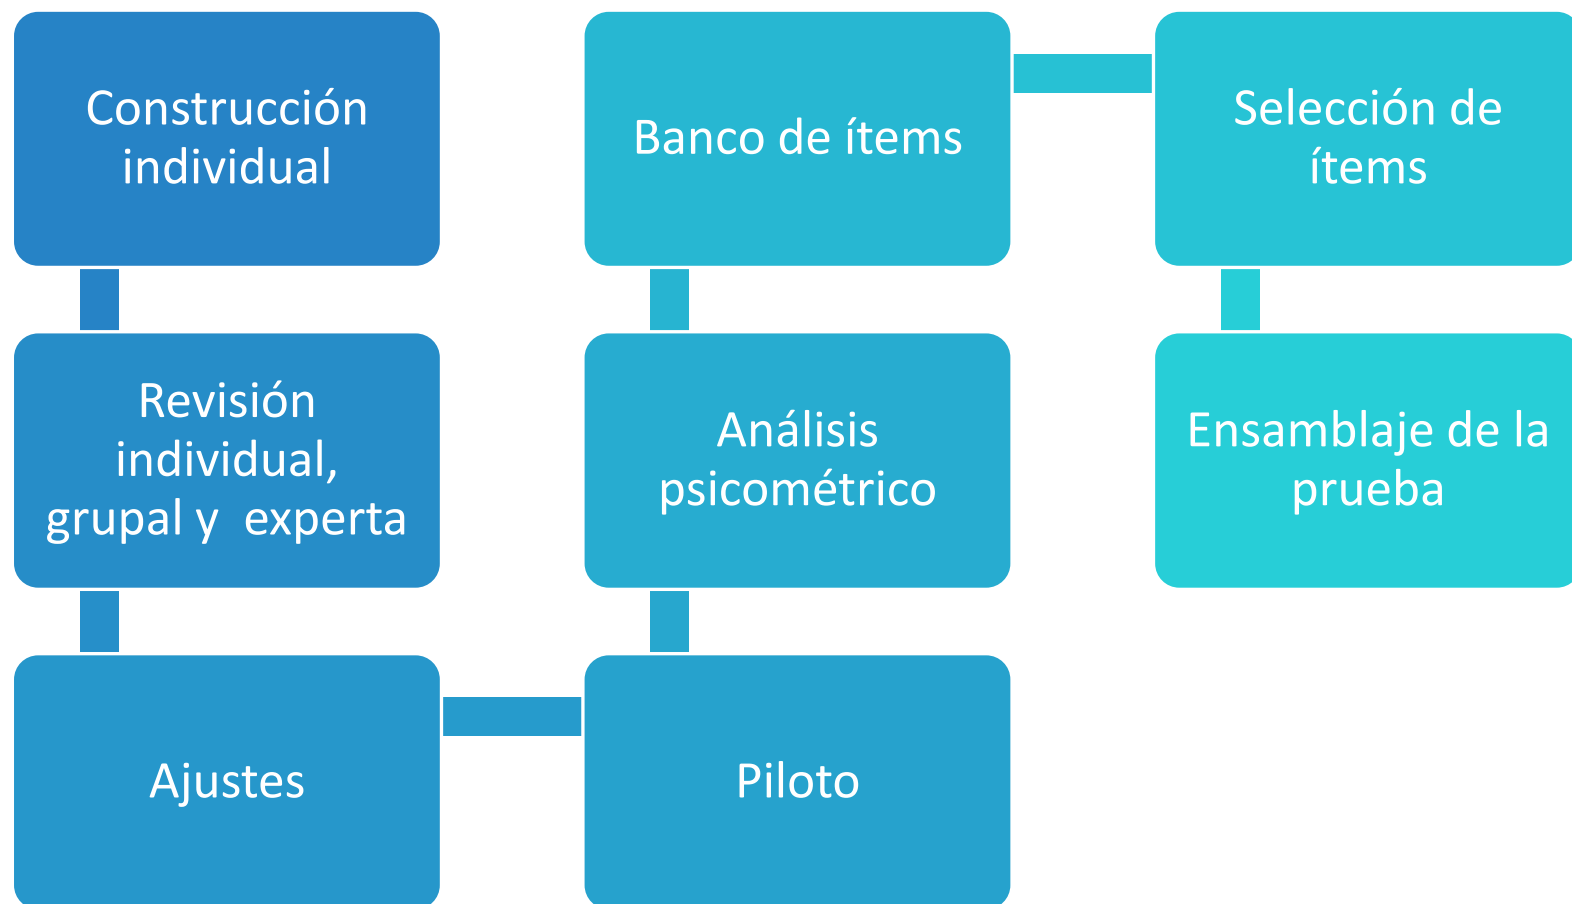 Construcción
individual
Revisión
individual,
grupal y  experta
Ajustes
Piloto
Análisis
psicométrico
Banco de ítems
Selección de
ítems
Ensamblaje de la
prueba